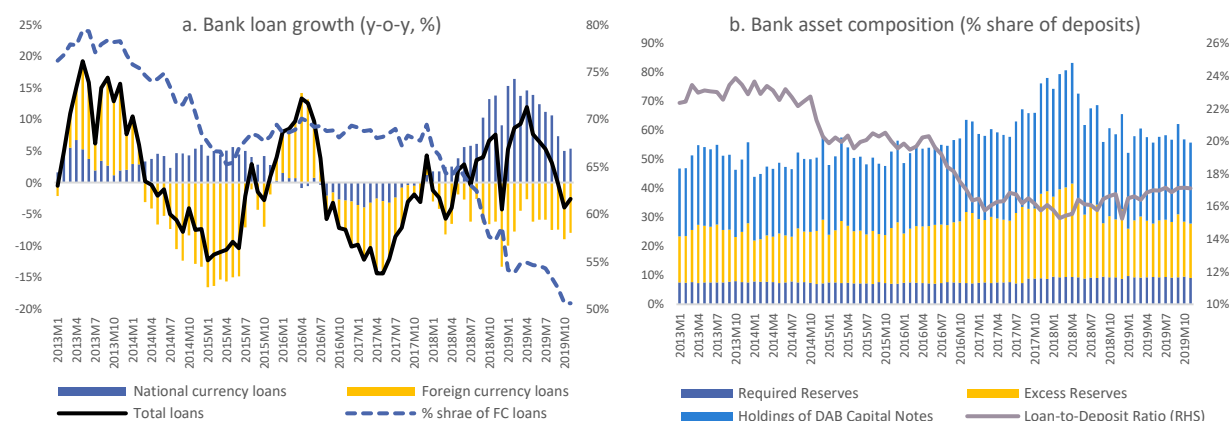 a. Bank loan growth (y-o-y, %)
25%
20%
15%
10%
5%
0%
-5%
-10%
-15%
-20%
80%
75%
70%
65%
60%
55%
50%
2013M1
2013M4
2013M7
2013M10
2014M1
2014M4
2014M7
2014M10
2015M1
2015M4
2015M7
2015M10
2016M1
2016M4
2016M7
2016M10
2017M1
2017M4
2017M7
2017M10
2018M1
2018M4
2018M7
2018M10
2019M1
2019M4
2019M7
2019M10
National currency loans
Foreign currency loans
Total loans
% shrae of FC loans
b. Bank asset composition (% share of deposits)
90%
80%
70%
60%
50%
40%
30%
20%
10%
0%
26%
24%
22%
20%
18%
16%
14%
12%
10%
2013M1
2013M4
2013M7
2013M10
2014M1
2014M4
2014M7
2014M10
2015M1
2015M4
2015M7
2015M10
2016M1
2016M4
2016M7
2016M10
2017M1
2017M4
2017M7
2017M10
2018M1
2018M4
2018M7
2018M10
2019M1
2019M4
2019M7
2019M10
Required Reserves
Excess Reserves
Holdings of DAB Capital Notes
Loan-to-Deposit Ratio (RHS)